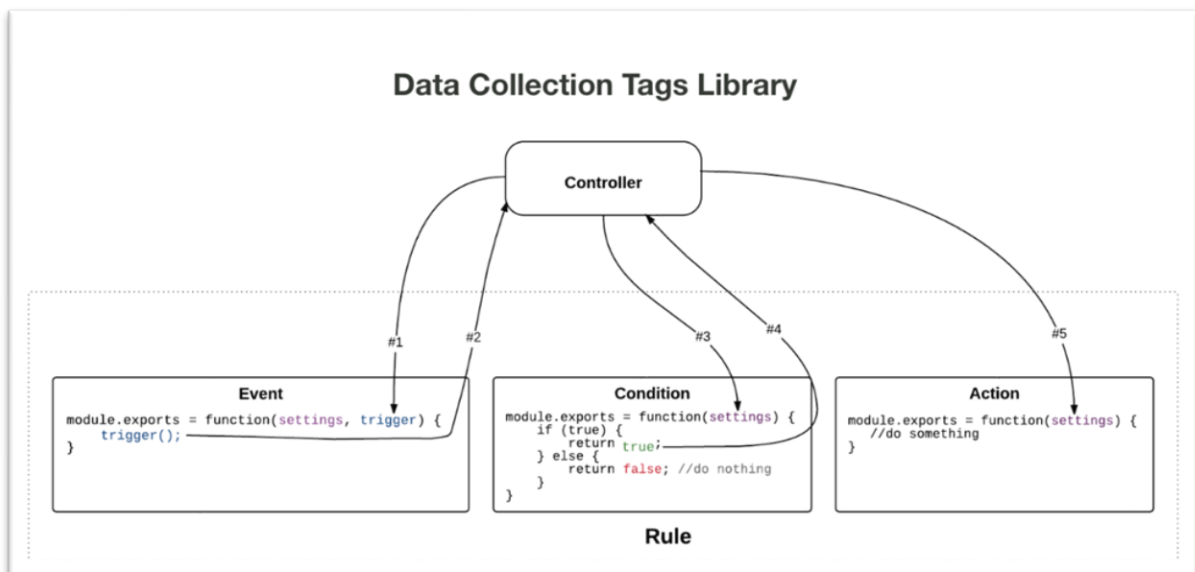 Data Collection Tags Library
Controller
#1
#2
#3
#4
#5
Event
module.exports = function(settings, trigger) {
    trigger();
}
Condition
module.exports = function(settings) {
    if (true) {
        return true;
    } else {
        return false; //do nothing
    }
}
Action
module.exports = function(settings) {
    //do something
}
Rule